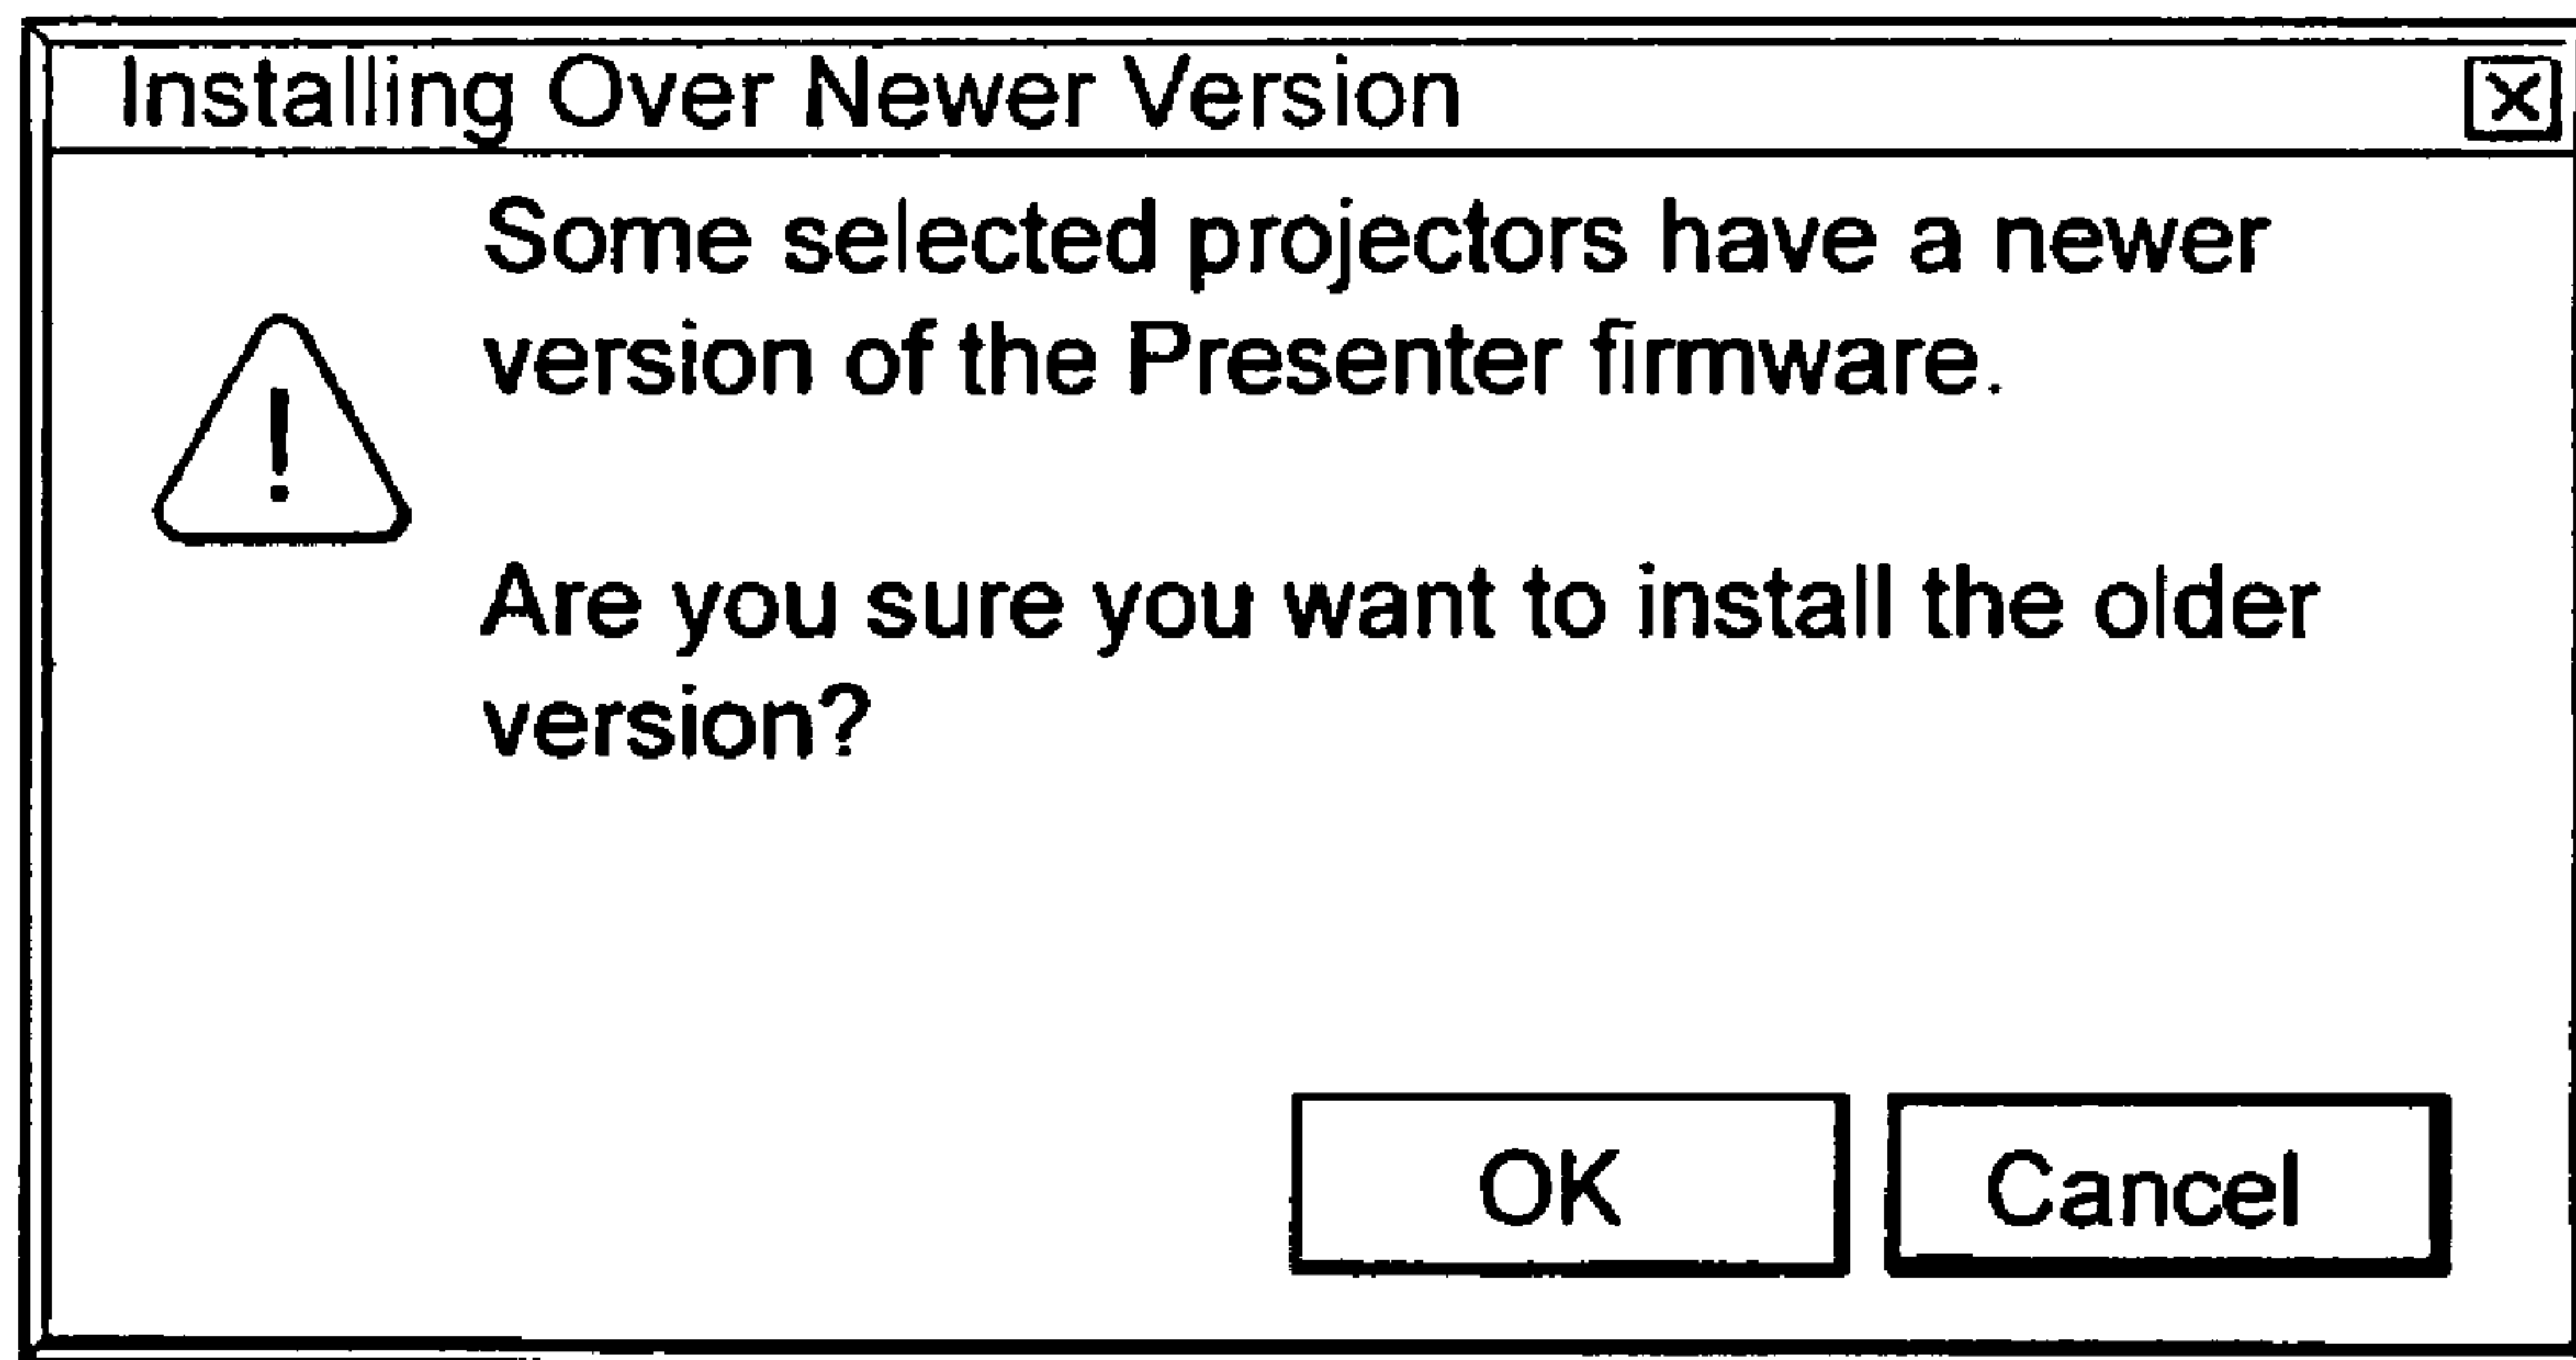 Installing Over Newer Version
Some selected projectors have a newer
version of the Presenter firmware.
Are you sure you want to install the older
version?
OK
Cancel